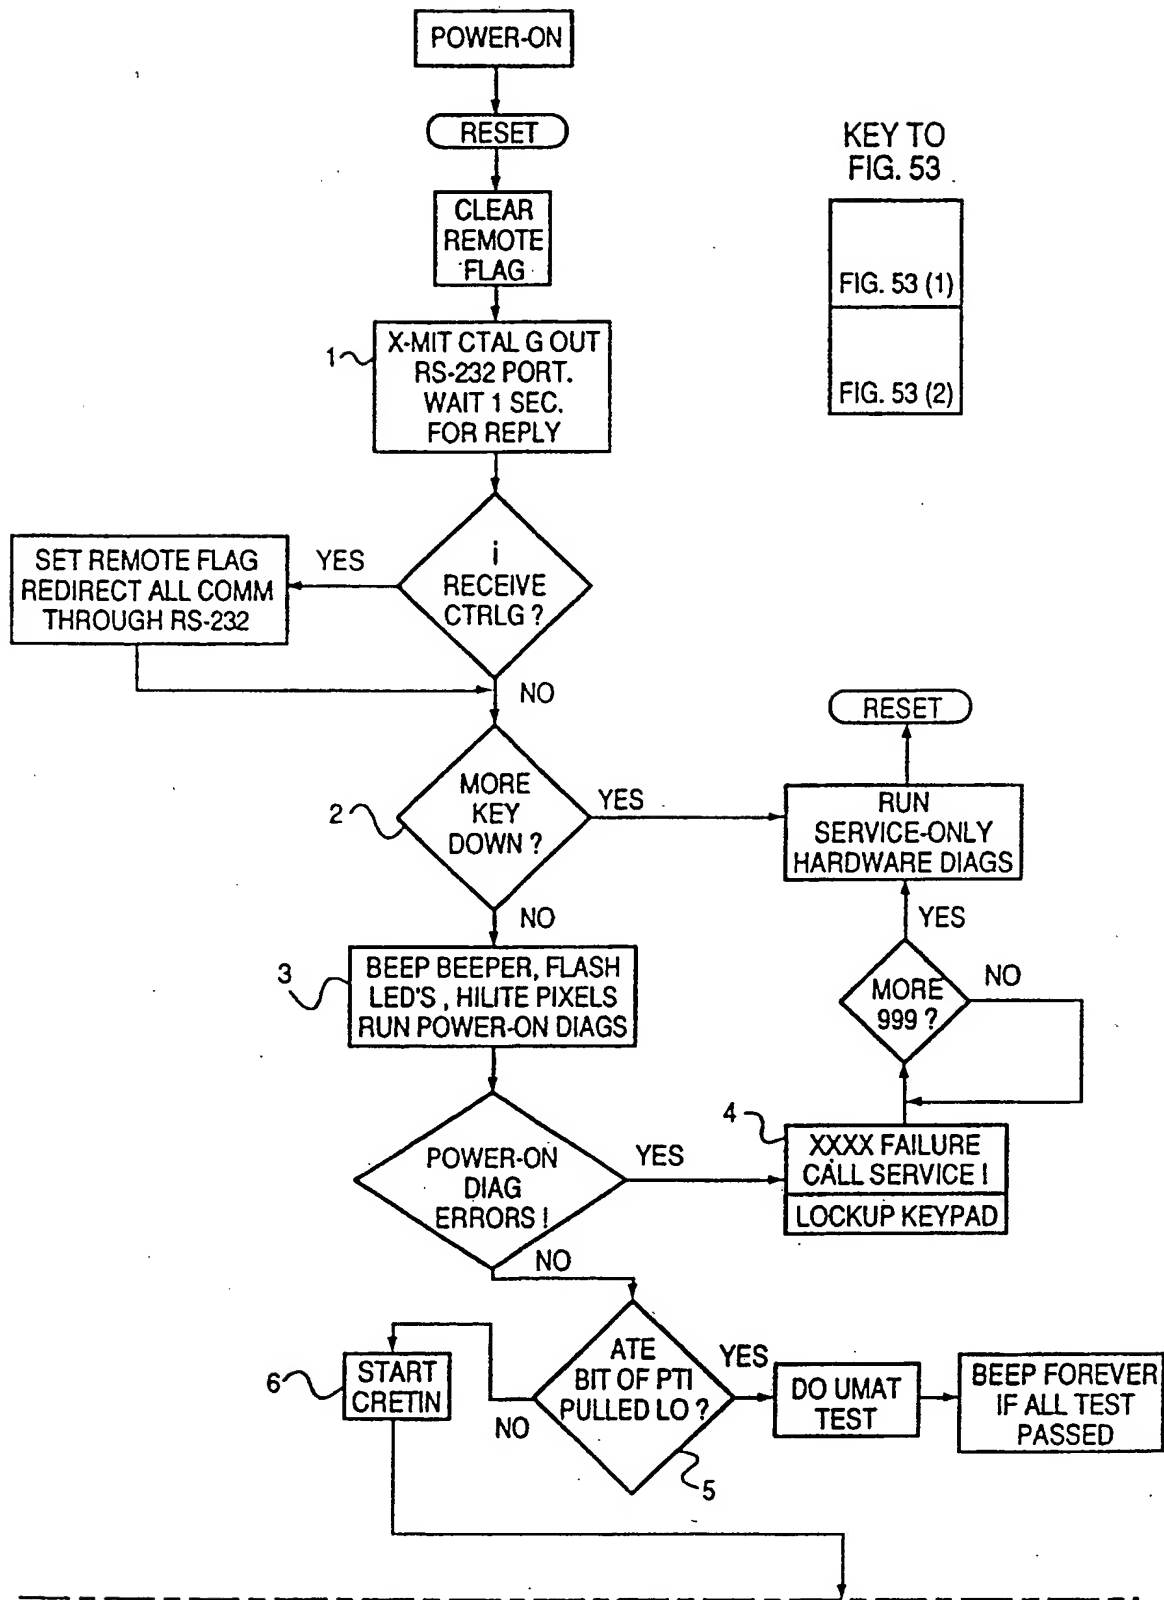 POWER-ON
RESET
KEY TO
FIG. 53
CLEAR
REMOTE
FLAG
FIG. 53 (1)
1
X-MIT CTAL G OUT
RS-232 PORT.
WAIT 1 SEC.
FOR REPLY
FIG. 53 (2)
SET REMOTE FLAG
REDIRECT ALL COMM
THROUGH RS-232
YES
i
RECEIVE
CTRLG ?
NO
RESET
2
MORE
KEY
DOWN ?
YES
RUN
SERVICE-ONLY
HARDWARE DIAGS
NO
YES
3
BEEP BEEPER, FLASH
LED'S , HILITE PIXELS
RUN POWER-ON DIAGS
MORE
999 ?
NO
POWER-ON
DIAG
ERRORS !
YES
4
XXXX FAILURE
CALL SERVICE !
LOCKUP KEYPAD
NO
6
START
CRETIN
NO
ATE
BIT OF PTI
PULLED LO ?
YES
5
DO UMAT
TEST
BEEP FOREVER
IF ALL TEST
PASSED